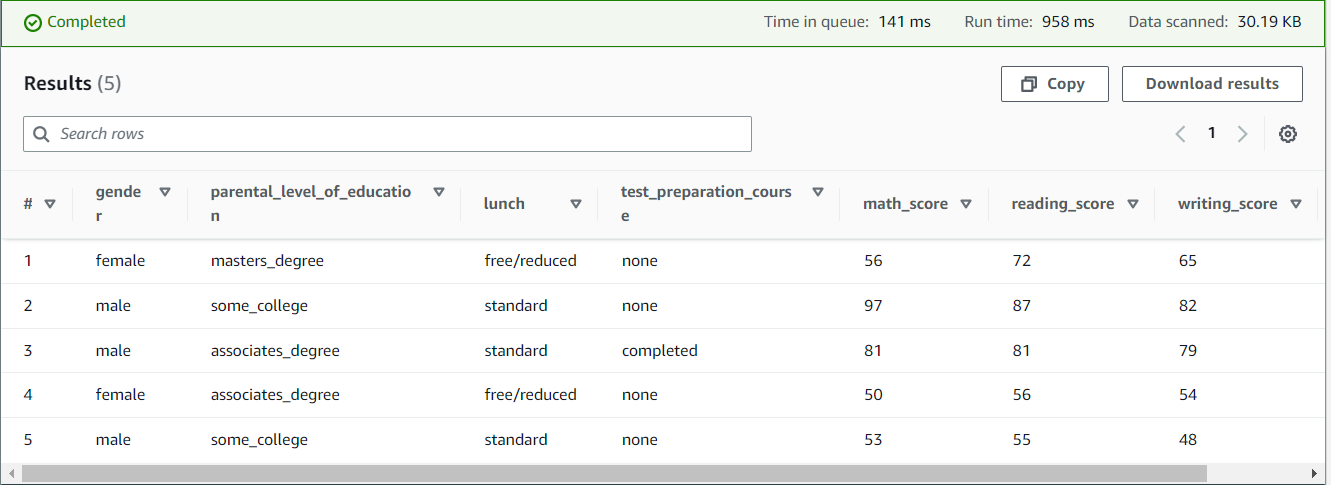 Completed Time in queue: 141 ms Run time: 958 ms Data scanned: 30.19 KB
Results (5) Copy Download results
Search rows 1
# gende
r parental_level_of_educatio
n lunch test_preparation_cours
e math_score reading_score writing_score
1 female masters_degree free/reduced none 56 72 65
2 male some_college standard none 97 87 82
3 male associates_degree standard completed 81 81 79
4 female associates_degree free/reduced none 50 56 54
5 male some_college standard none 53 55 48